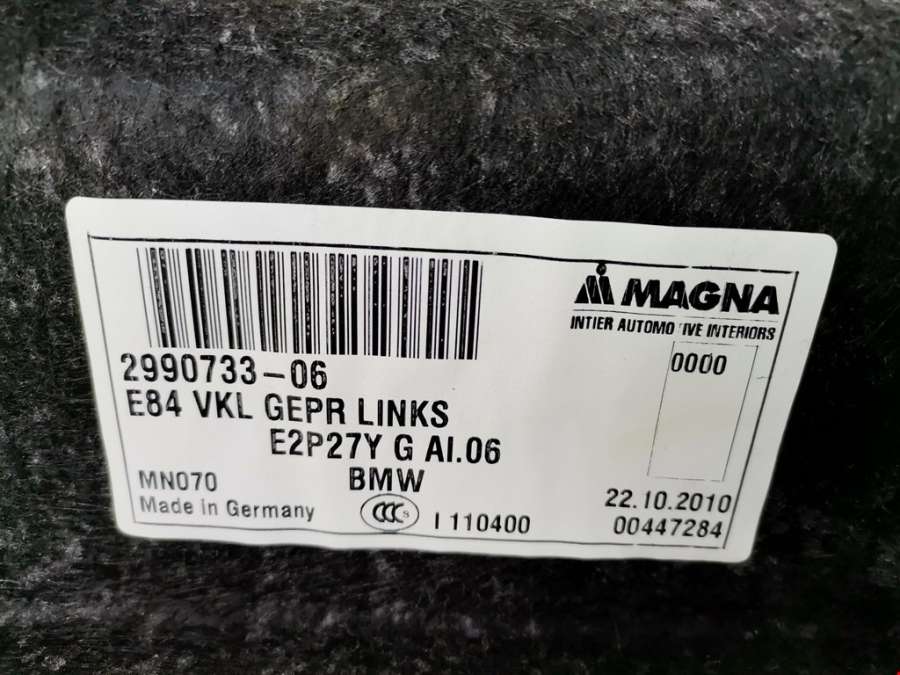 MAGNA
INTIER AUTOMOTIVE INTERIORS
2990733-06
0000
E84 VKL GEPR LINKS
E2P27Y G AI.06
BMW
MN070
22.10.2010
Made in Germany
CCC S
I 110400
00447284